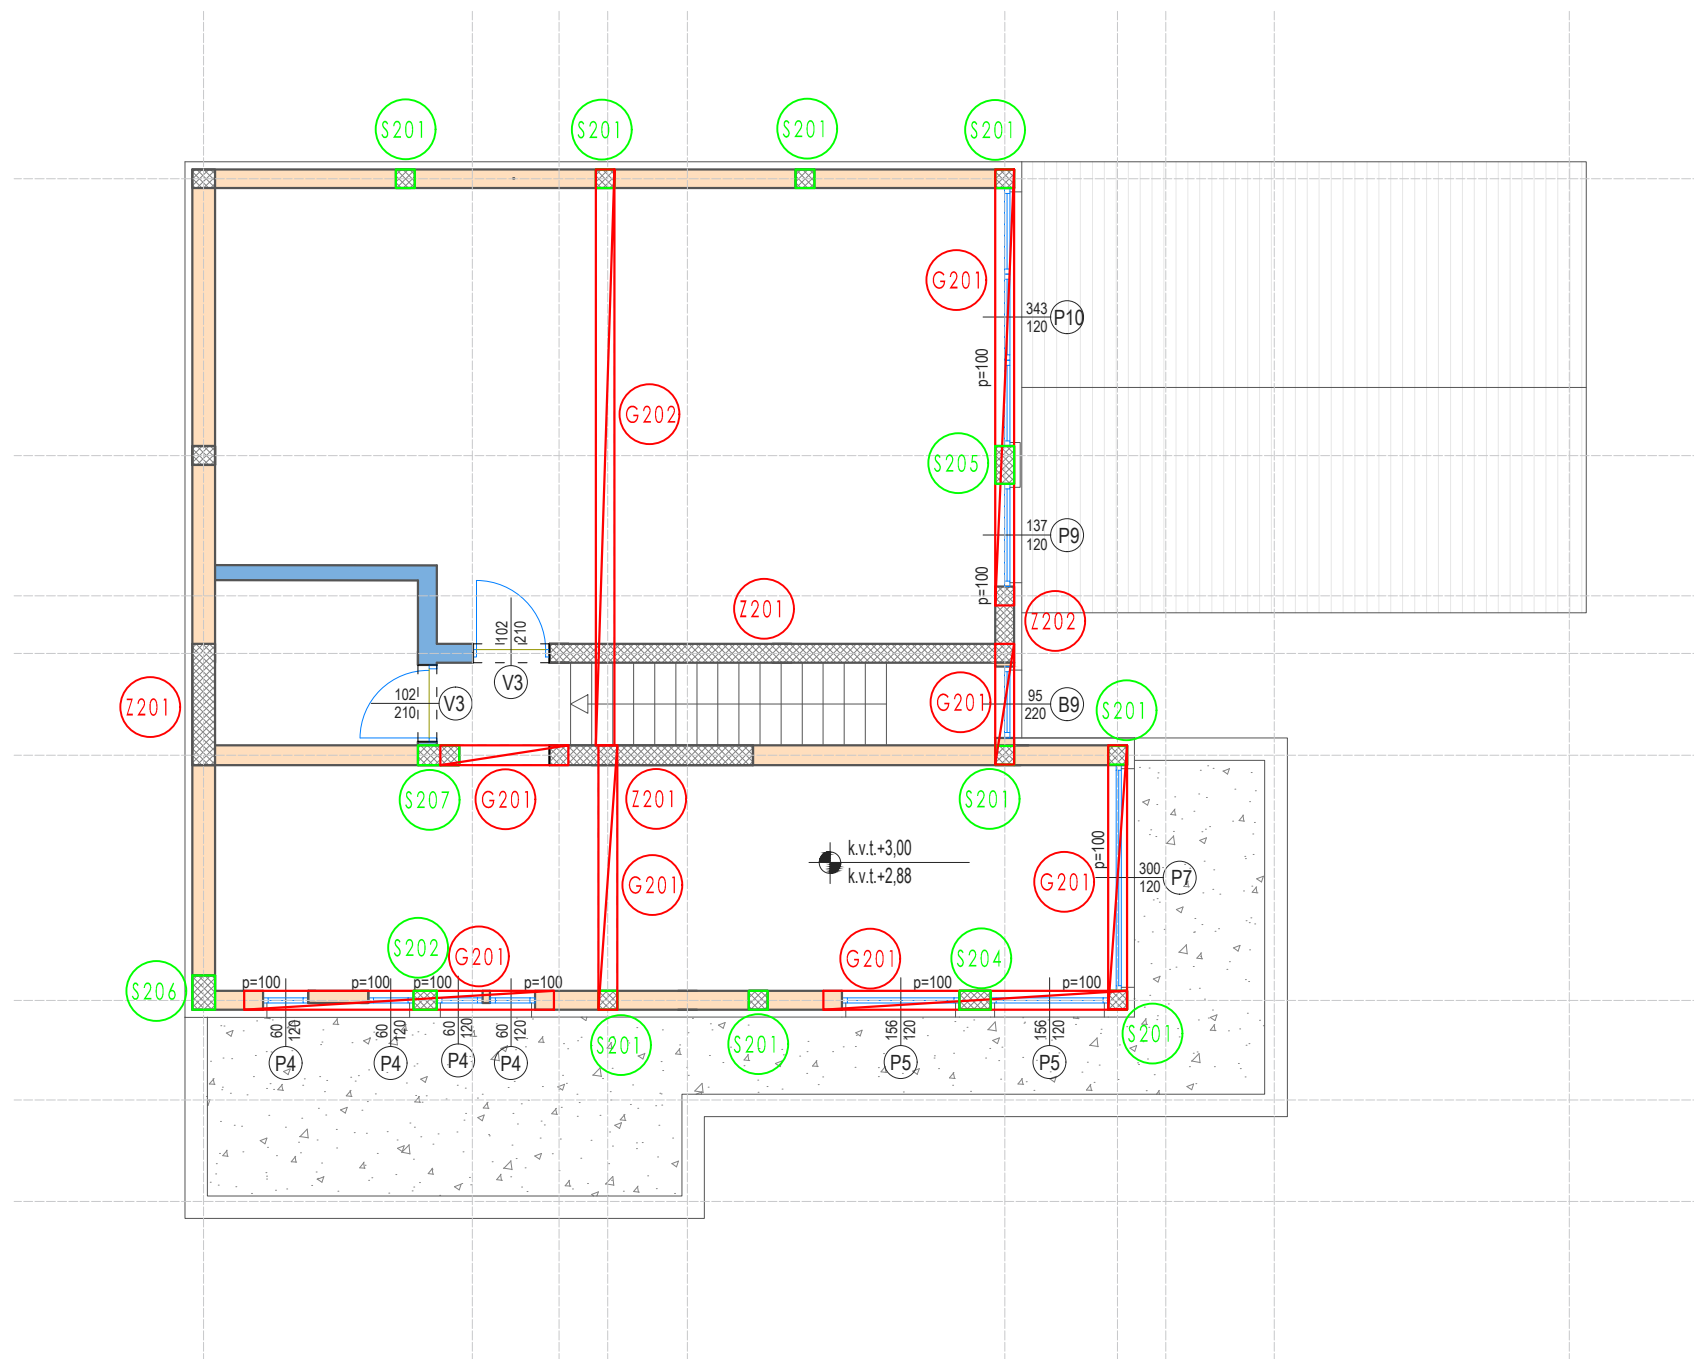 S201
S201
S201
S201
G201
343
120
P10
p=100
G202
S205
137
120
P9
p=100
Z201
Z202
102
210
V3
102
210
V3
Z201
G201
95
220
B9
S201
S207
G201
Z201
S201
k.v.t.+3,00
k.v.t.+2,88
p=100
G201
300
120
P7
G201
S202
G201
G201
S204
S206
p=100
p=100
p=100
p=100
p=100
p=100
60
120
P4
60
120
P4
60
120
P4
60
120
P4
S201
S201
156
120
P5
156
120
P5
S201